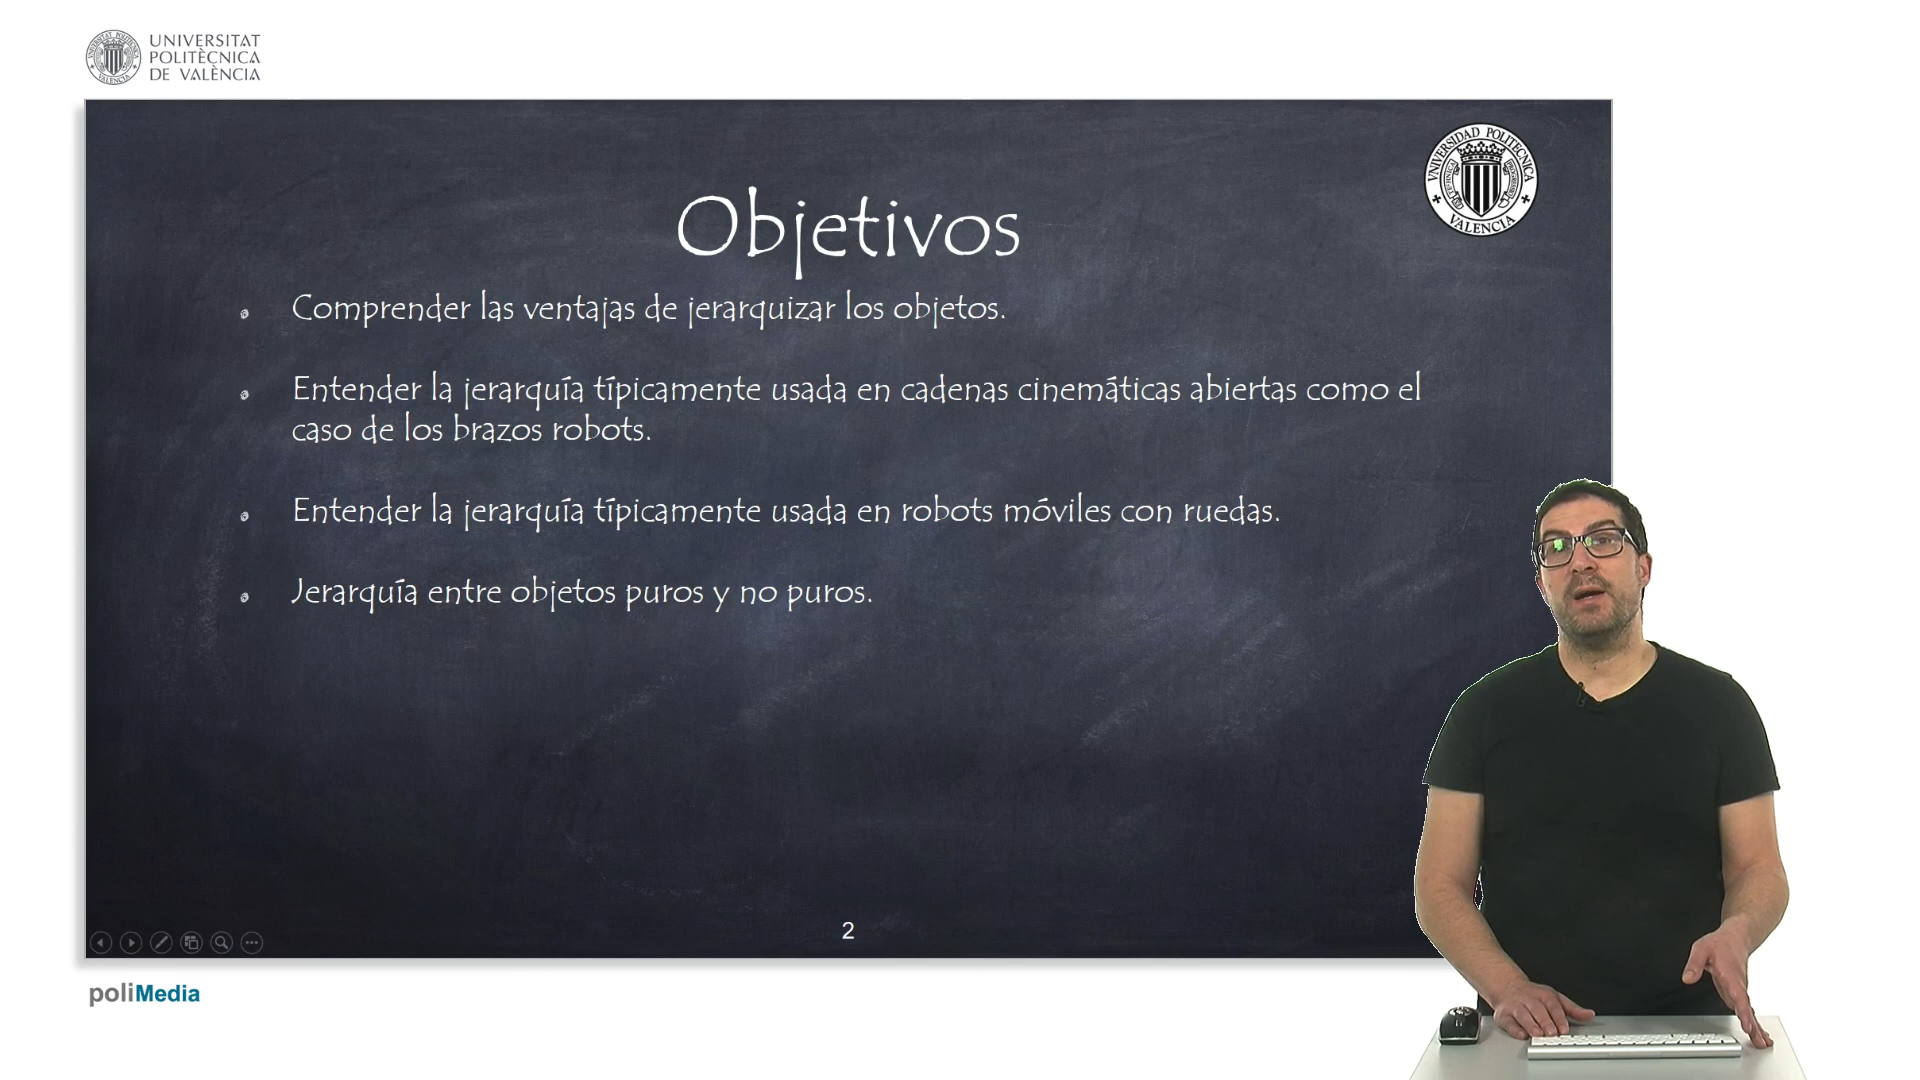 UNIVERSITAT
POLITÈCNICA
DE VALÈNCIA
VNIVERSIDAD POLITECNICA
VALENCIA
Objetivos
Comprender las ventajas de jerarquizar los objetos.
Entender la jerarquía típicamente usada en cadenas cinemáticas abiertas como el
caso de los brazos robots.
Entender la jerarquía típicamente usada en robots móviles con ruedas.
Jerarquía entre objetos puros y no puros.
2
poliMedia